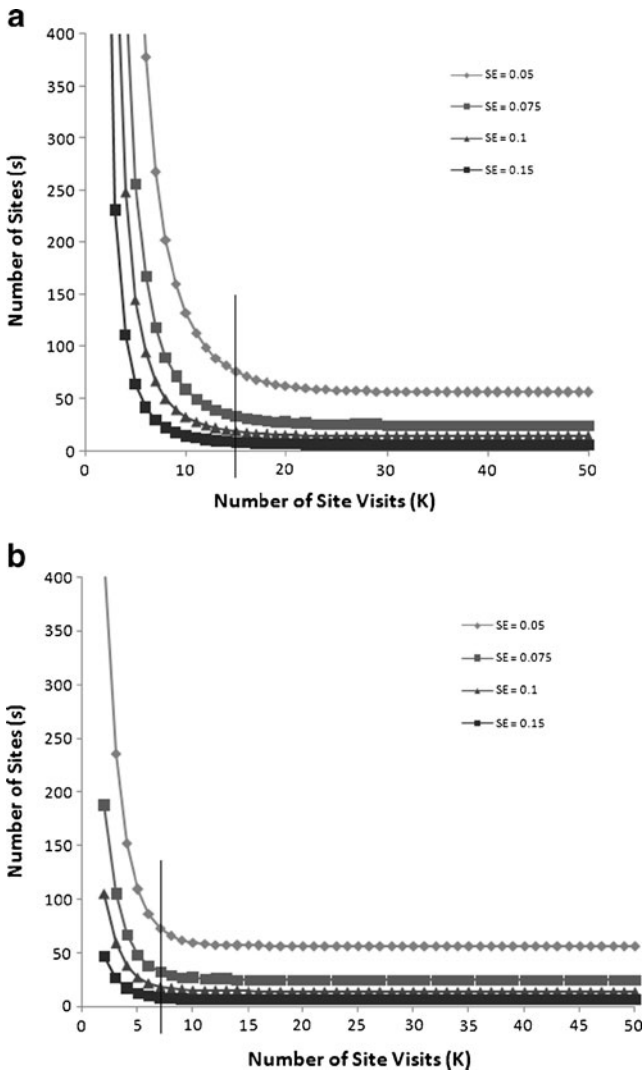 a
400
350
300
250
200
150
100
50
0
Number of Sites (s)
SE = 0.05
SE = 0.075
SE = 0.1
SE = 0.15
0 10 20 30 40 50
Number of Site Visits (K)
b
400
350
300
250
200
150
100
50
0
Number of Sites (s)
SE = 0.05
SE = 0.075
SE = 0.1
SE = 0.15
0 5 10 15 20 25 30 35 40 45 50
Number of Site Visits (K)